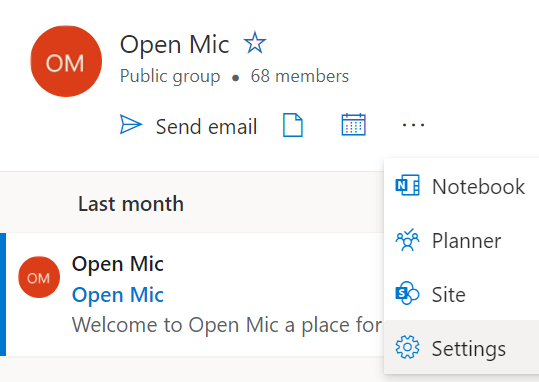 OM
Open Mic
Public group • 68 members
Send email
Notebook
Planner
Site
Settings
Last month
OM
Open Mic
Open Mic
Welcome to Open Mic a place for